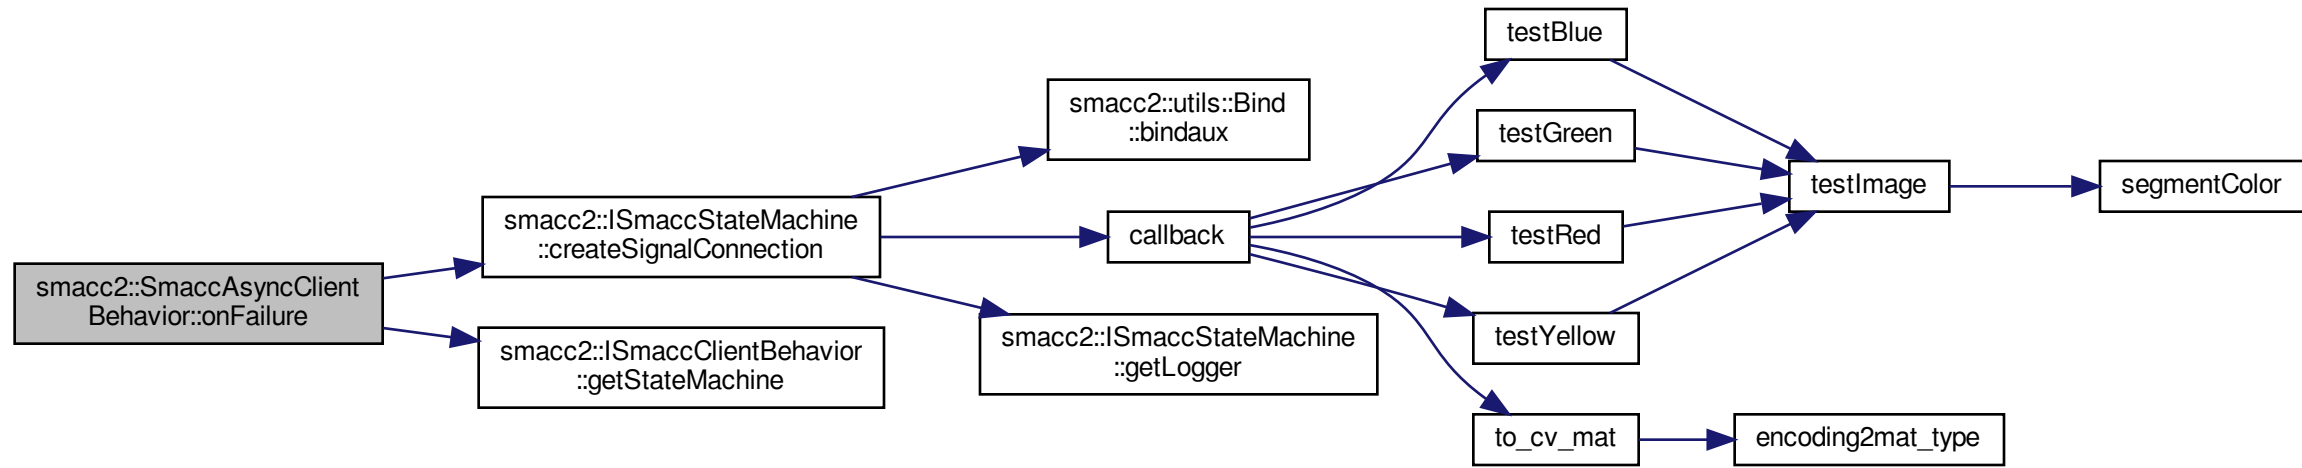 smacc2::SmaccAsyncClient
Behavior::onFailure
smacc2::ISmaccStateMachine
::createSignalConnection
smacc2::ISmaccClientBehavior
::getStateMachine
smacc2::utils::Bind
::bindaux
callback
smacc2::ISmaccStateMachine
::getLogger
testBlue
testGreen
testRed
testYellow
to_cv_mat
testImage
encoding2mat_type
segmentColor